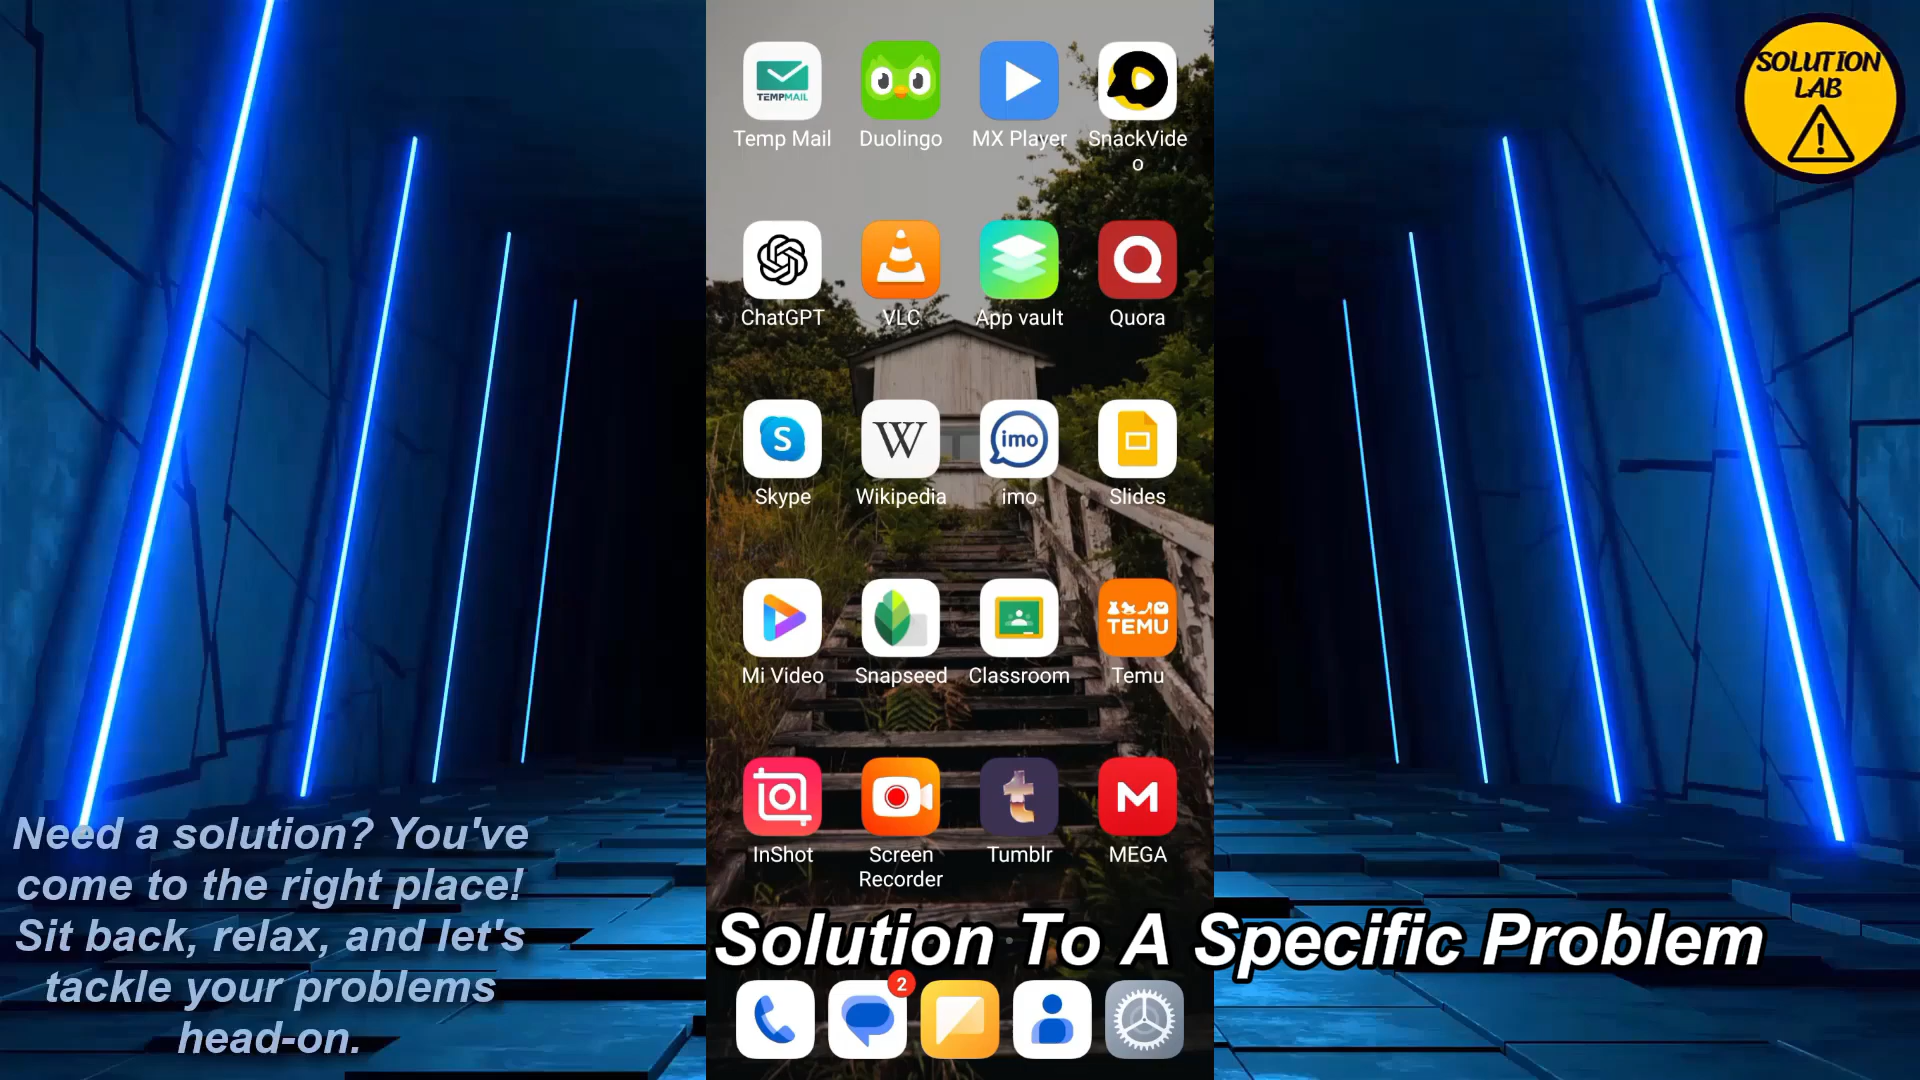 SOLUTION
LAB
TEMPMAIL
Temp Mail
Duolingo
MX Player
SnackVide
o
ChatGPT
VLC
App vault
Quora
S
W
imo
Skype
Wikipedia
imo
Slides
TEMU
Mi Video
Snapseed
Classroom
Temu
t
M
InShot
Screen
Recorder
Tumblr
MEGA
Need a solution? You've
come to the right place!
Sit back, relax, and let's
tackle your problems
head-on.
Solution To A Specific Problem
2